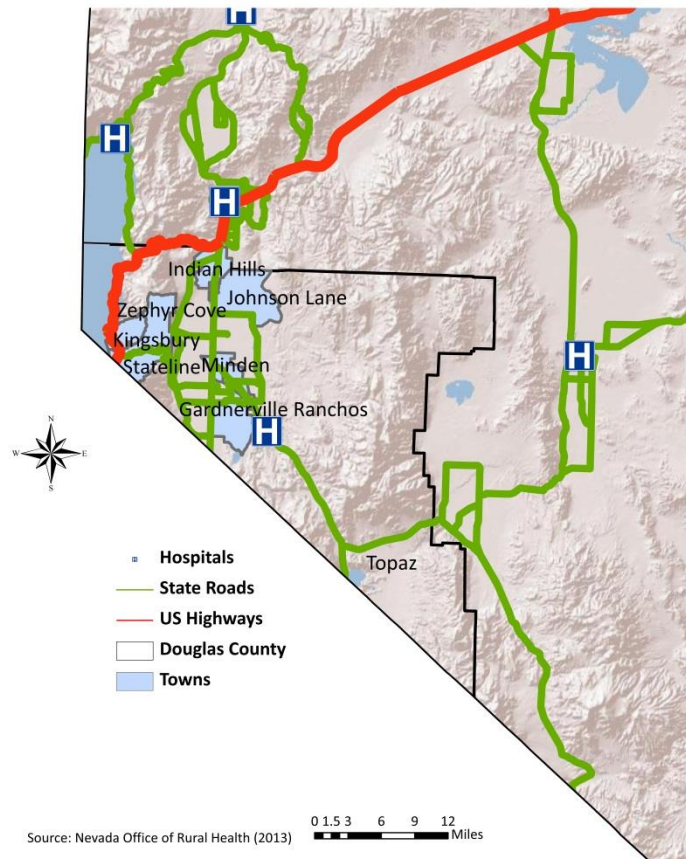 H
H
H
Indian Hills
Johnson Lane
Zephyr Cove
Kingsbury
Stateline
Minden
H
Gardnerville Ranchos
H
N
W E
S
Topaz
H Hospitals
State Roads
US Highways
Douglas County
Towns
0 1.5 3 6 9 12
Miles
Source: Nevada Office of Rural Health (2013)